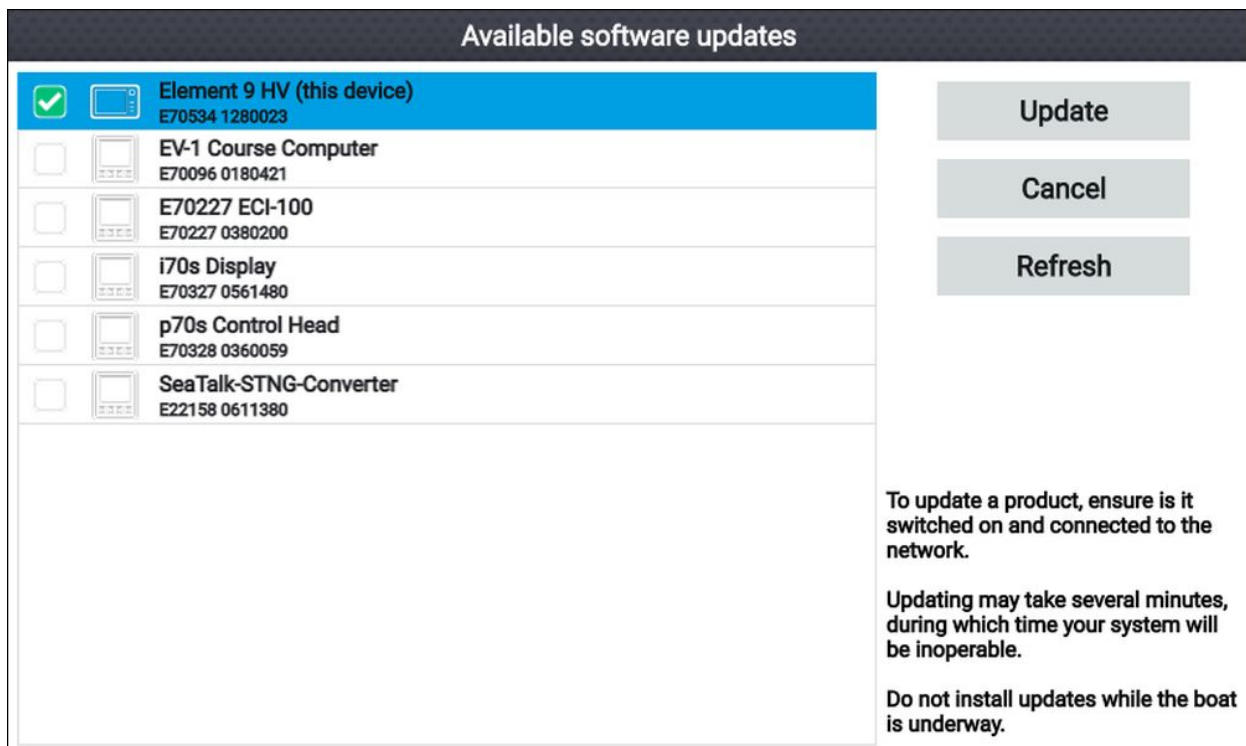 Available software updates
Element 9 HV (this device)
E70534 1280023
EV-1 Course Computer
E70096 0180421
E70227 ECI-100
E70227 0380200
i70s Display
E70327 0561480
p70s Control Head
E70328 0360059
SeaTalk-STNG-Converter
E22158 0611380
Update
Cancel
Refresh
To update a product, ensure is it
switched on and connected to the
network.
Updating may take several minutes,
during which time your system will
be inoperable.
Do not install updates while the boat
is underway.